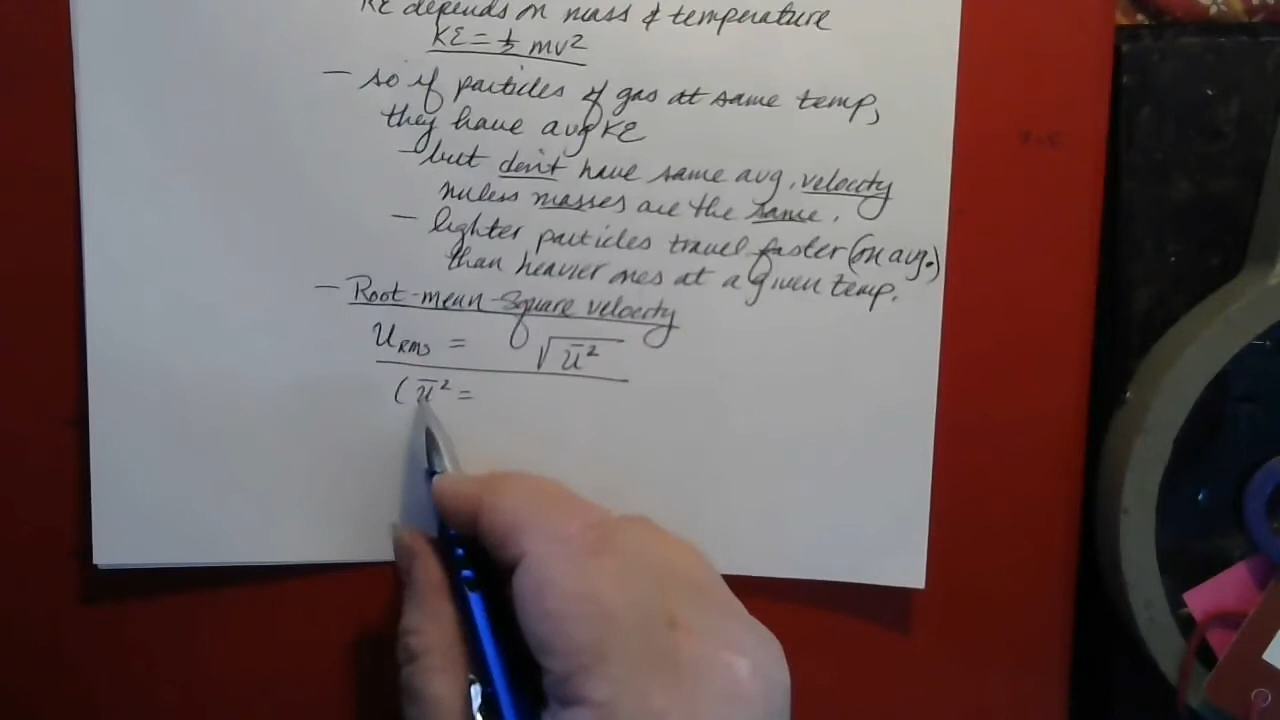 KE depends on mass & temperature
KE = 1/2 mv²
- so if particles of gas at same temp,
they have avg KE
- but don't have same avg. velocity
unless masses are the same.
- lighter particles travel faster (on avg.)
than heavier ones at a given temp.
- Root-mean-Square velocity
U RMS = √ū²
(ū² =